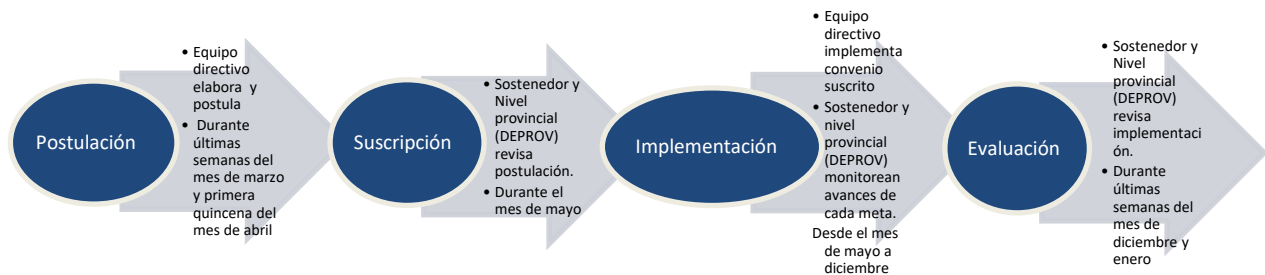 Postulación
• Equipo
directivo
elabora y
postula
• Durante
últimas
semanas del
mes de marzo
y primera
quincena del
mes de abril
Suscripción
• Sostenedor y
Nivel
provincial
(DEPROV)
revisa
postulación.
• Durante el
mes de mayo
Implementación
• Equipo
directivo
implementa
convenio
suscrito
• Sostenedor y
nivel
provincial
(DEPROV)
monitorean
avances de
cada meta.
Desde el mes
de mayo a
diciembre
Evaluación
• Sostenedor y
Nivel
provincial
(DEPROV)
revisa
implementaci
ón.
• Durante
últimas
semanas del
mes de
diciembre y
enero